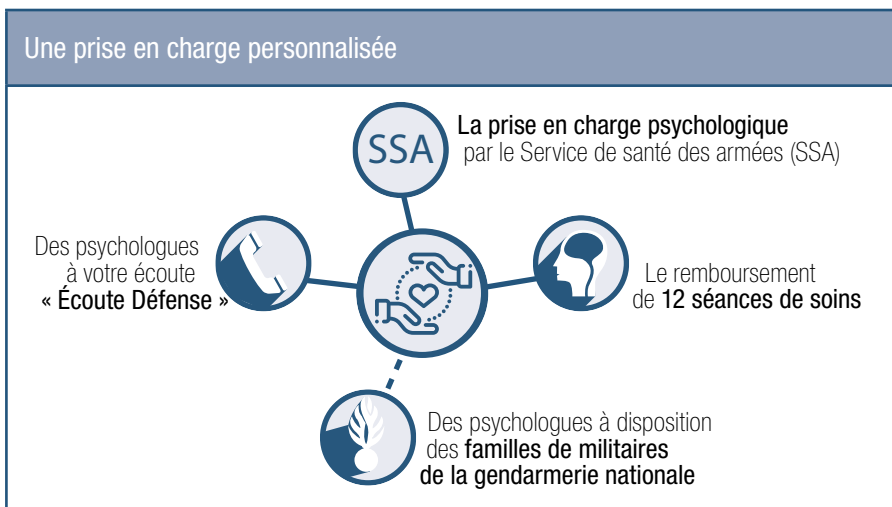 Une prise en charge personnalisée
SSA
La prise en charge psychologique
par le Service de santé des armées (SSA)
Des psychologues
à votre écoute
« Écoute Défense »
Le remboursement
de 12 séances de soins
Des psychologues à disposition
des familles de militaires
de la gendarmerie nationale